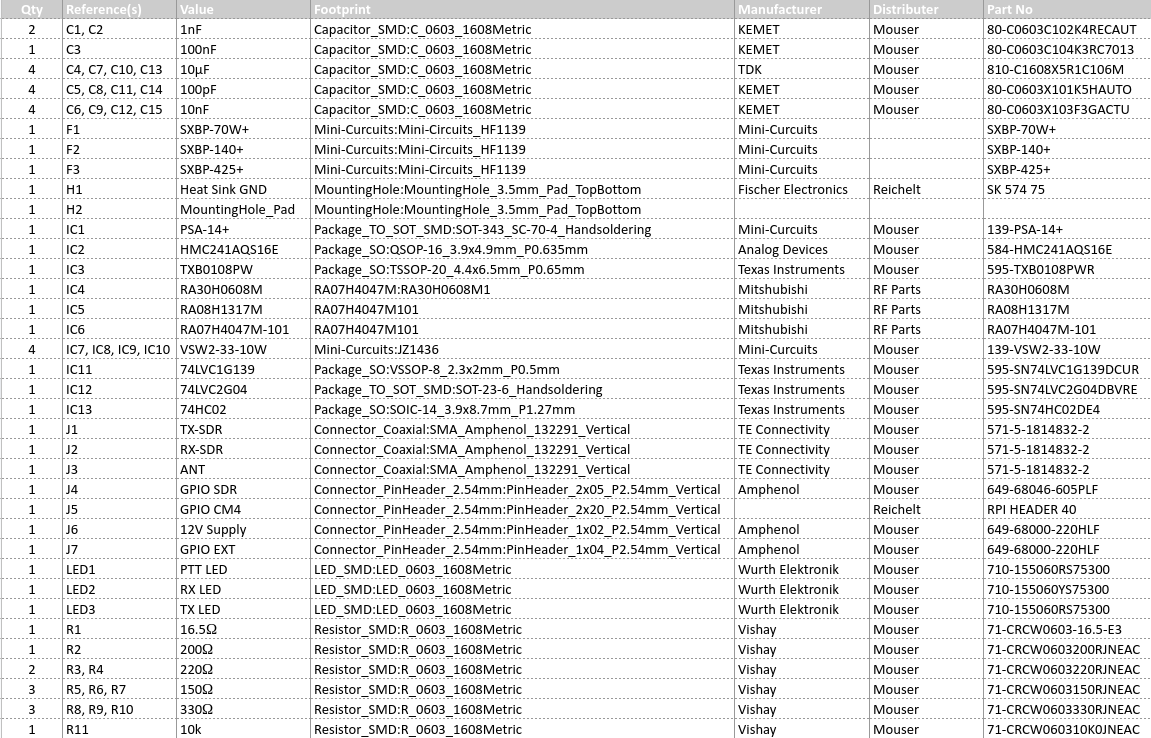 Qty Reference(s) Value Footprint Manufacturer Distributer Part No
2 C1, C2 1nF Capacitor_SMD:C_0603_1608Metric KEMET Mouser 80-C0603C102K4RECAUT
1 C3 100nF Capacitor_SMD:C_0603_1608Metric KEMET Mouser 80-C0603C104K3RC7013
4 C4, C7, C10, C13 10µF Capacitor_SMD:C_0603_1608Metric TDK Mouser 810-C1608X5R1C106M
4 C5, C8, C11, C14 100pF Capacitor_SMD:C_0603_1608Metric KEMET Mouser 80-C0603X101K5HAUTO
4 C6, C9, C12, C15 10nF Capacitor_SMD:C_0603_1608Metric KEMET Mouser 80-C0603X103F3GACTU
1 F1 SXBP-70W+ Mini-Curcuits:Mini-Circuits_HF1139 Mini-Curcuits SXBP-70W+
1 F2 SXBP-140+ Mini-Curcuits:Mini-Circuits_HF1139 Mini-Curcuits SXBP-140+
1 F3 SXBP-425+ Mini-Curcuits:Mini-Circuits_HF1139 Mini-Curcuits SXBP-425+
1 H1 Heat Sink GND MountingHole:MountingHole_3.5mm_Pad_TopBottom Fischer Electronics Reichelt SK 574 75
1 H2 MountingHole_Pad MountingHole:MountingHole_3.5mm_Pad_TopBottom
1 IC1 PSA-14+ Package_TO_SOT_SMD:SOT-343_SC-70-4_Handsoldering Mini-Curcuits Mouser 139-PSA-14+
1 IC2 HMC241AQS16E Package_SO:QSOP-16_3.9x4.9mm_P0.635mm Analog Devices Mouser 584-HMC241AQS16E
1 IC3 TXB0108PW Package_SO:TSSOP-20_4.4x6.5mm_P0.65mm Texas Instruments Mouser 595-TXB0108PWR
1 IC4 RA30H0608M RA07H4047M:RA30H0608M1 Mitshubishi RF Parts RA30H0608M
1 IC5 RA08H1317M RA07H4047M101 Mitshubishi RF Parts RA08H1317M
1 IC6 RA07H4047M-101 RA07H4047M101 Mitshubishi RF Parts RA07H4047M-101
4 IC7, IC8, IC9, IC10 VSW2-33-10W Mini-Curcuits:JZ1436 Mini-Curcuits Mouser 139-VSW2-33-10W
1 IC11 74LVC1G139 Package_SO:VSSOP-8_2.3x2mm_P0.5mm Texas Instruments Mouser 595-SN74LVC1G139DCUR
1 IC12 74LVC2G04 Package_TO_SOT_SMD:SOT-23-6_Handsoldering Texas Instruments Mouser 595-SN74LVC2G04DBVRE
1 IC13 74HC02 Package_SO:SOIC-14_3.9x8.7mm_P1.27mm Texas Instruments Mouser 595-SN74HC02DE4
1 J1 TX-SDR Connector_Coaxial:SMA_Amphenol_132291_Vertical TE Connectivity Mouser 571-5-1814832-2
1 J2 RX-SDR Connector_Coaxial:SMA_Amphenol_132291_Vertical TE Connectivity Mouser 571-5-1814832-2
1 J3 ANT Connector_Coaxial:SMA_Amphenol_132291_Vertical TE Connectivity Mouser 571-5-1814832-2
1 J4 GPIO SDR Connector_PinHeader_2.54mm:PinHeader_2x05_P2.54mm_Vertical Amphenol Mouser 649-68046-605PLF
1 J5 GPIO CM4 Connector_PinHeader_2.54mm:PinHeader_2x20_P2.54mm_Vertical Reichelt RPI HEADER 40
1 J6 12V Supply Connector_PinHeader_2.54mm:PinHeader_1x02_P2.54mm_Vertical Amphenol Mouser 649-68000-220HLF
1 J7 GPIO EXT Connector_PinHeader_2.54mm:PinHeader_1x04_P2.54mm_Vertical Amphenol Mouser 649-68000-220HLF
1 LED1 PTT LED LED_SMD:LED_0603_1608Metric Wurth Elektronik Mouser 710-155060RS75300
1 LED2 RX LED LED_SMD:LED_0603_1608Metric Wurth Elektronik Mouser 710-155060YS75300
1 LED3 TX LED LED_SMD:LED_0603_1608Metric Wurth Elektronik Mouser 710-155060RS75300
1 R1 16.5Ω Resistor_SMD:R_0603_1608Metric Vishay Mouser 71-CRCW0603-16.5-E3
1 R2 200Ω Resistor_SMD:R_0603_1608Metric Vishay Mouser 71-CRCW0603200RJNEAC
2 R3, R4 220Ω Resistor_SMD:R_0603_1608Metric Vishay Mouser 71-CRCW0603220RJNEAC
3 R5, R6, R7 150Ω Resistor_SMD:R_0603_1608Metric Vishay Mouser 71-CRCW0603150RJNEAC
3 R8, R9, R10 330Ω Resistor_SMD:R_0603_1608Metric Vishay Mouser 71-CRCW0603330RJNEAC
1 R11 10k Resistor_SMD:R_0603_1608Metric Vishay Mouser 71-CRCW060310K0JNEAC